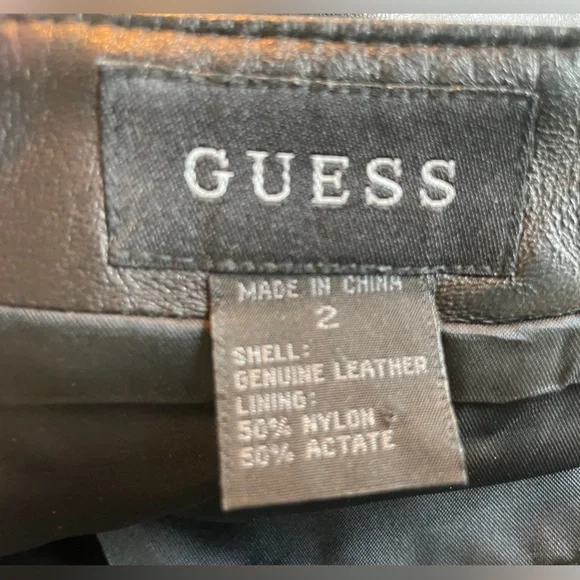 GUESS
MADE IN CHINA
2
SHELL:
GENUINE LEATHER
LINING:
50% NYLON
50% ACTATE